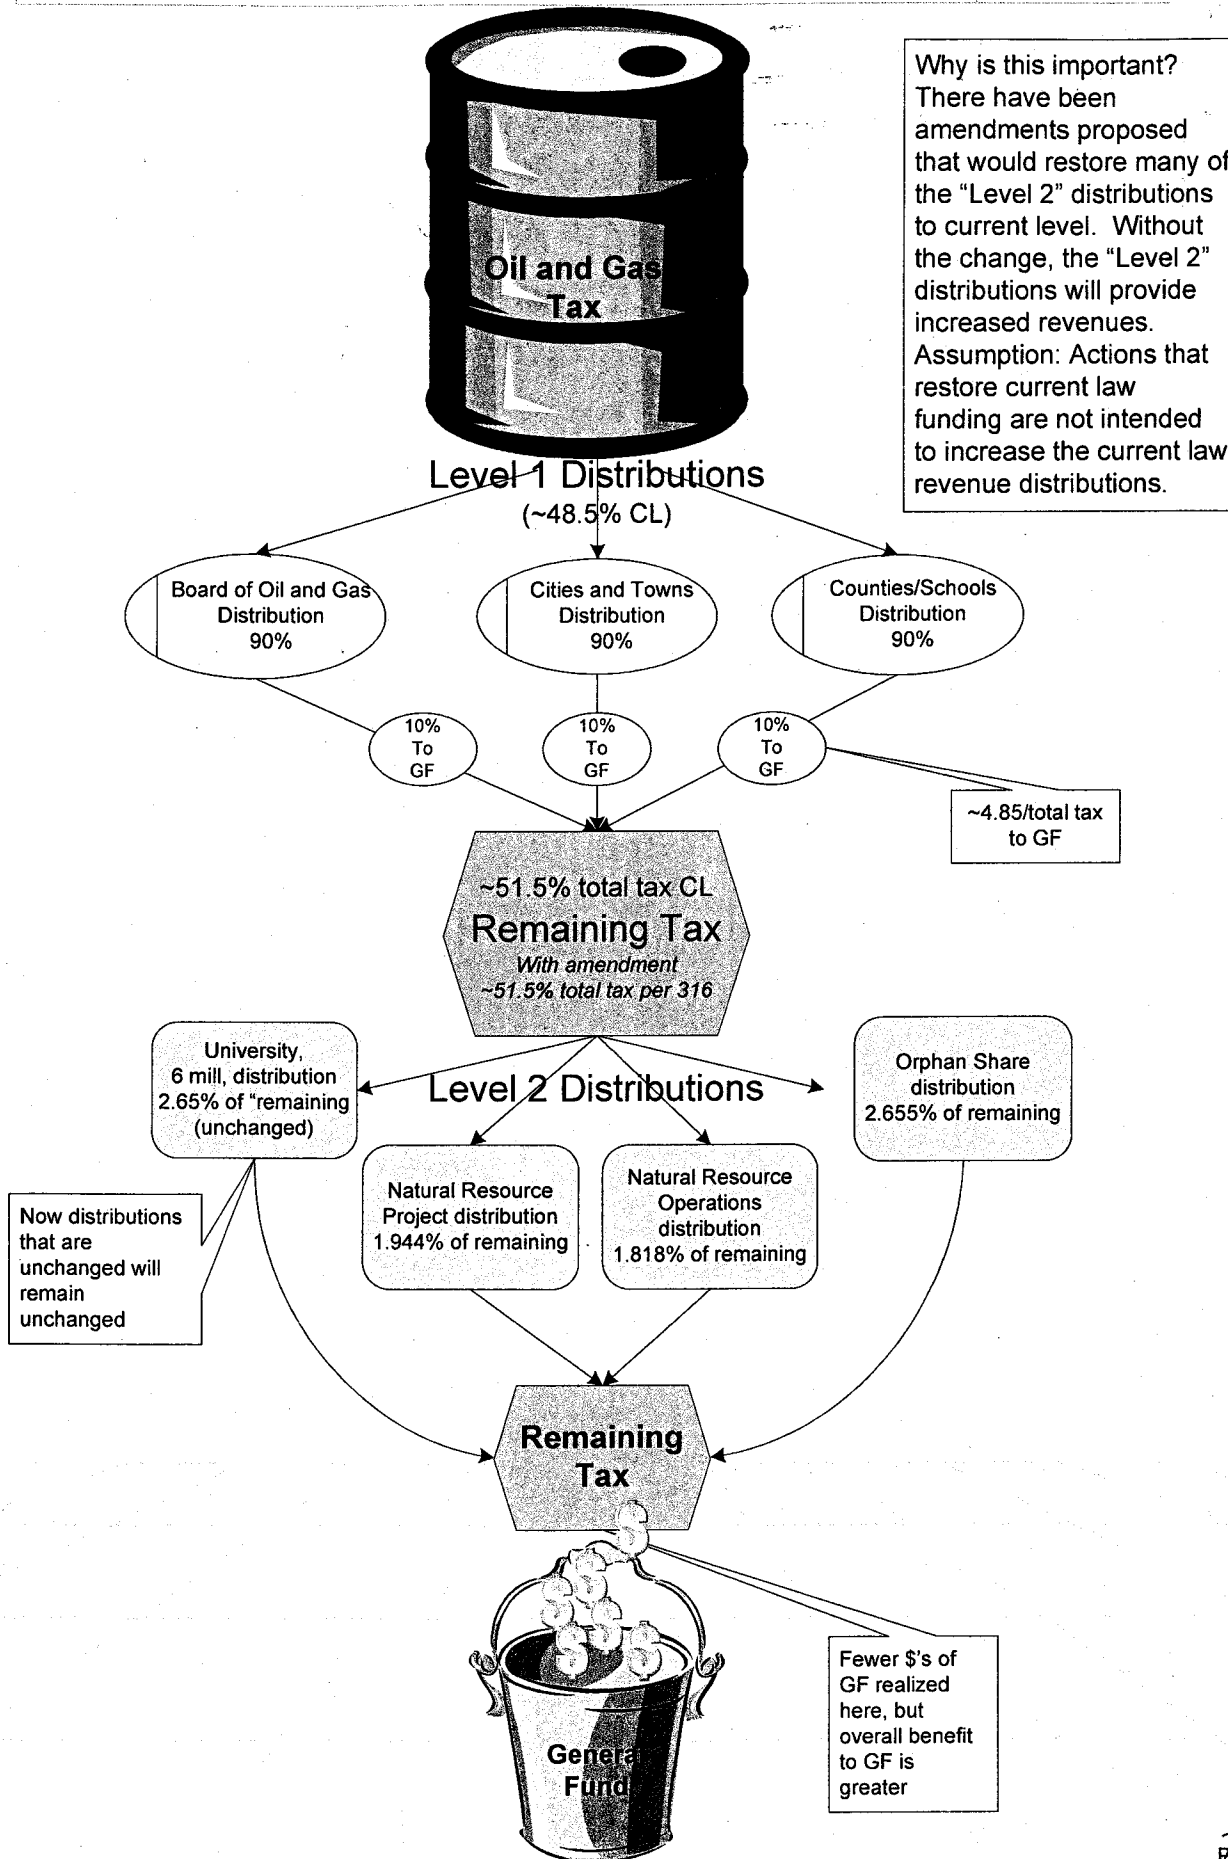 Why is this important?
There have been
amendments proposed
that would restore many of
the "Level 2" distributions
to current level.  Without
the change, the "Level 2"
distributions will provide
increased revenues.
Assumption: Actions that
restore current law
funding are not intended
to increase the current law
revenue distributions.
Oil and Gas
Tax
Level 1 Distributions
(~48.5% CL)
Board of Oil and Gas
Distribution
90%
Cities and Towns
Distribution
90%
Counties/Schools
Distribution
90%
10%
To
GF
10%
To
GF
10%
To
GF
~4.85/total tax
to GF
~51.5% total tax CL
Remaining Tax
With amendment
~51.5% total tax per 316
Level 2 Distributions
University,
6 mill, distribution
2.65% of "remaining
(unchanged)
Natural Resource
Project distribution
1.944% of remaining
Natural Resource
Operations
distribution
1.818% of remaining
Orphan Share
distribution
2.655% of remaining
Now distributions
that are
unchanged will
remain
unchanged
Remaining
Tax
General
Fund
Fewer $'s of
GF realized
here, but
overall benefit
to GF is
greater